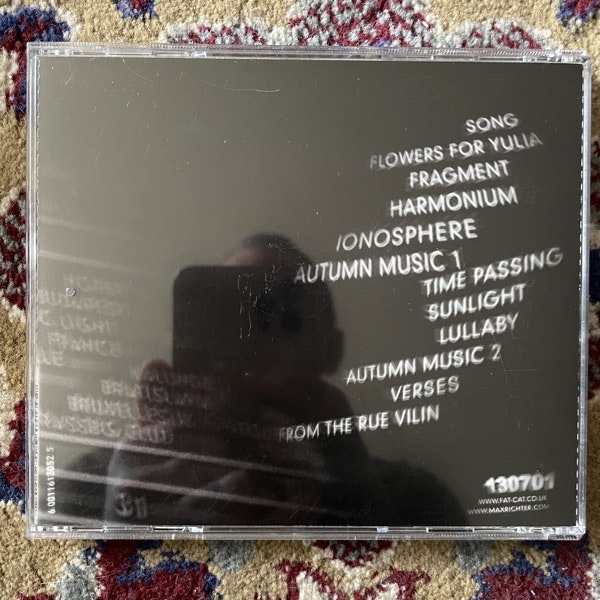 SONG
FLOWERS FOR YULIA
FRAGMENT
HARMONIUM
IONOSPHERE
AUTUMN MUSIC 1
TIME PASSING
SUNLIGHT
LULLABY
AUTUMN MUSIC 2
VERSES
FROM THE RUE VILIN
130701
WWW.FAT-CAT.CO.UK
WWW.MAXRICHTER.COM